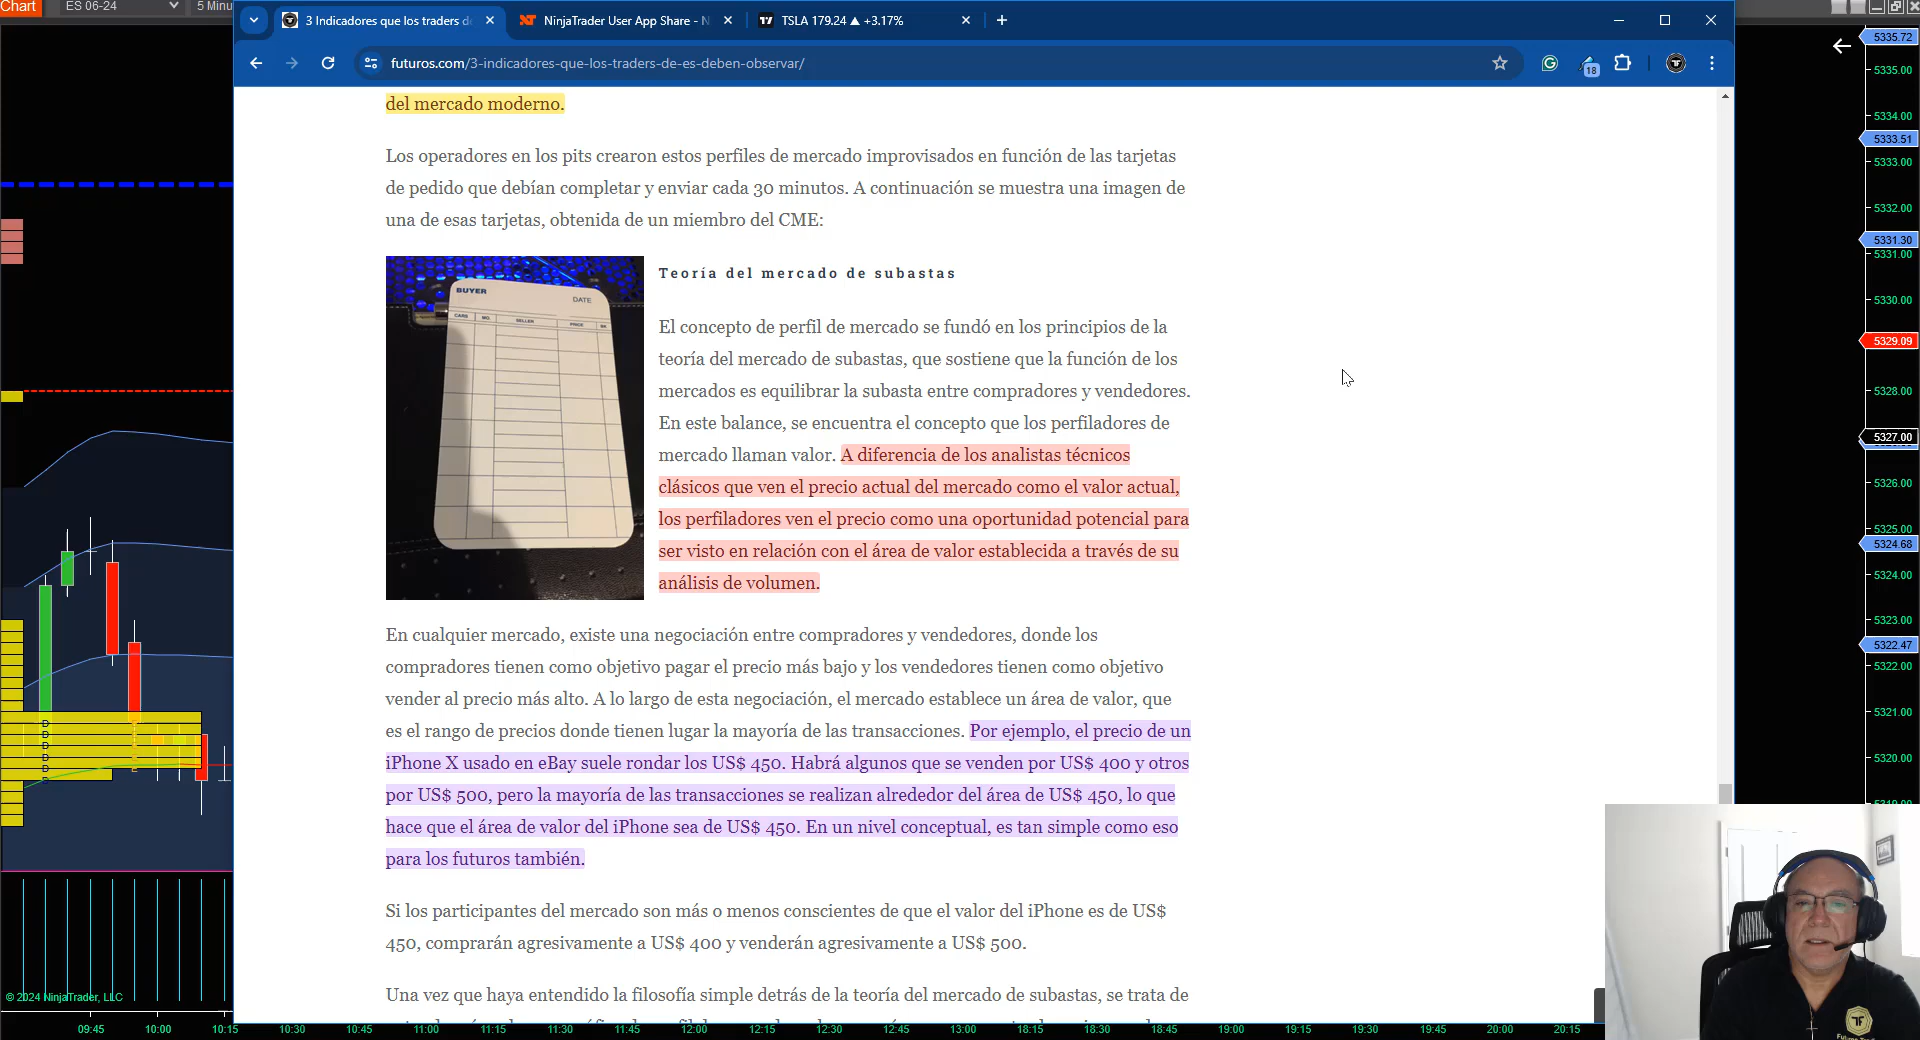 Chart
ES 06-24
5 Minu
3 Indicadores que los traders de
NinjaTrader User App Share - N
TSLA 179.24 ▲ +3.17%
futuros.com/3-indicadores-que-los-traders-de-es-deben-observar/
18
del mercado moderno.
Los operadores en los pits crearon estos perfiles de mercado improvisados en función de las tarjetas
de pedido que debían completar y enviar cada 30 minutos. A continuación se muestra una imagen de
una de esas tarjetas, obtenida de un miembro del CME:
BUYER
DATE
CARS
MO.
SELLER
PRICE
Teoría del mercado de subastas
El concepto de perfil de mercado se fundó en los principios de la
teoría del mercado de subastas, que sostiene que la función de los
mercados es equilibrar la subasta entre compradores y vendedores.
En este balance, se encuentra el concepto que los perfiladores de
mercado llaman valor. A diferencia de los analistas técnicos
clásicos que ven el precio actual del mercado como el valor actual,
los perfiladores ven el precio como una oportunidad potencial para
ser visto en relación con el área de valor establecida a través de su
análisis de volumen.
En cualquier mercado, existe una negociación entre compradores y vendedores, donde los
compradores tienen como objetivo pagar el precio más bajo y los vendedores tienen como objetivo
vender al precio más alto. A lo largo de esta negociación, el mercado establece un área de valor, que
es el rango de precios donde tienen lugar la mayoría de las transacciones. Por ejemplo, el precio de un
iPhone X usado en eBay suele rondar los US$ 450. Habrá algunos que se venden por US$ 400 y otros
por US$ 500, pero la mayoría de las transacciones se realizan alrededor del área de US$ 450, lo que
hace que el área de valor del iPhone sea de US$ 450. En un nivel conceptual, es tan simple como eso
para los futuros también.
Si los participantes del mercado son más o menos conscientes de que el valor del iPhone es de US$
450, comprarán agresivamente a US$ 400 y venderán agresivamente a US$ 500.
Una vez que haya entendido la filosofía simple detrás de la teoría del mercado de subastas, se trata de
5335.72
5335.00
5334.00
5333.51
5333.00
5332.00
5331.30
5331.00
5330.00
5329.09
5328.00
5327.00
5326.00
5325.00
5324.68
5324.00
5323.00
5322.47
5322.00
5321.00
5320.00
D
D
D
D
D
D
© 2024 NinjaTrader, LLC
09:45 10:00 10:15 10:30 10:45 11:00 11:15 11:30 11:45 12:00 12:15 12:30 12:45 13:00 18:15 18:30 18:45 19:00 19:15 19:30 19:45 20:00 20:15